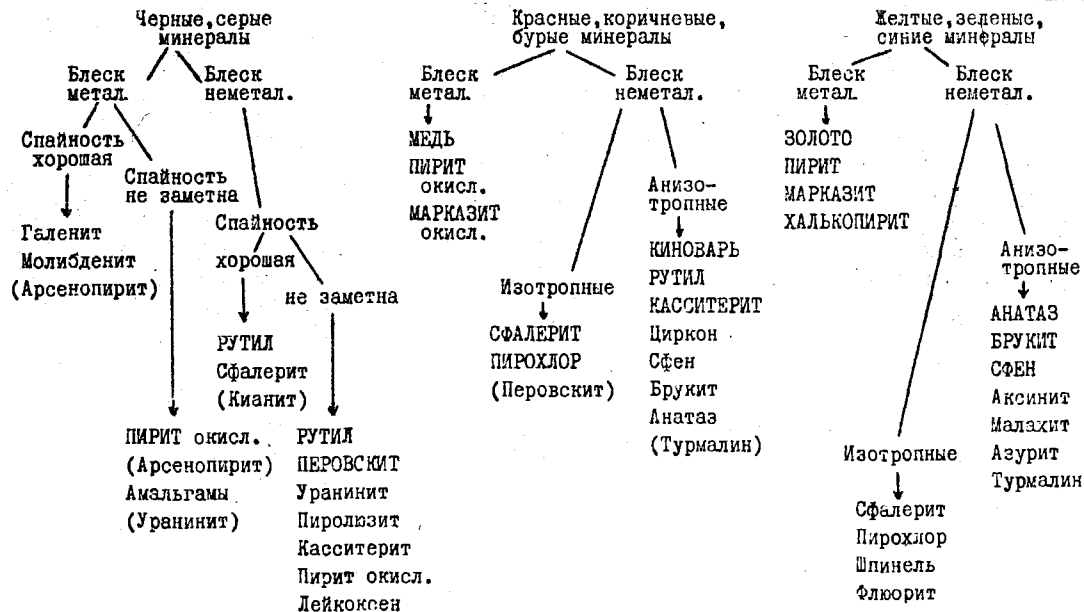 Черные, серые
минералы
Блеск
метал.
Блеск
неметал.
Спайность
хорошая
Спайность
не заметна
Галенит
Молибденит
(Арсенопирит)
Спайность
хорошая
не заметна
РУТИЛ
Сфалерит
(Кианит)
ПИРИТ окисл.
(Арсенопирит)
Амальгамы
(Уранинит)
РУТИЛ
ПЕРОВСКИТ
Уранинит
Пиролюзит
Касситерит
Пирит окисл.
Лейкоксен
Красные, коричневые,
бурые минералы
Блеск
метал.
Блеск
неметал.
МЕДЬ
ПИРИТ
окисл.
МАРКАЗИТ
окисл.
Изотропные
СФАЛЕРИТ
ПИРОХЛОР
(Перовскит)
Анизо-
тропные
КИНОВАРЬ
РУТИЛ
КАССИТЕРИТ
Циркон
Сфен
Брукит
Анатаз
(Турмалин)
Желтые, зеленые,
синие минералы
Блеск
метал.
Блеск
неметал.
ЗОЛОТО
ПИРИТ
МАРКАЗИТ
ХАЛЬКОПИРИТ
Изотропные
Сфалерит
Пирохлор
Шпинель
Флюорит
Анизо-
тропные
АНАТАЗ
БРУКИТ
СФЕН
Аксинит
Малахит
Азурит
Турмалин